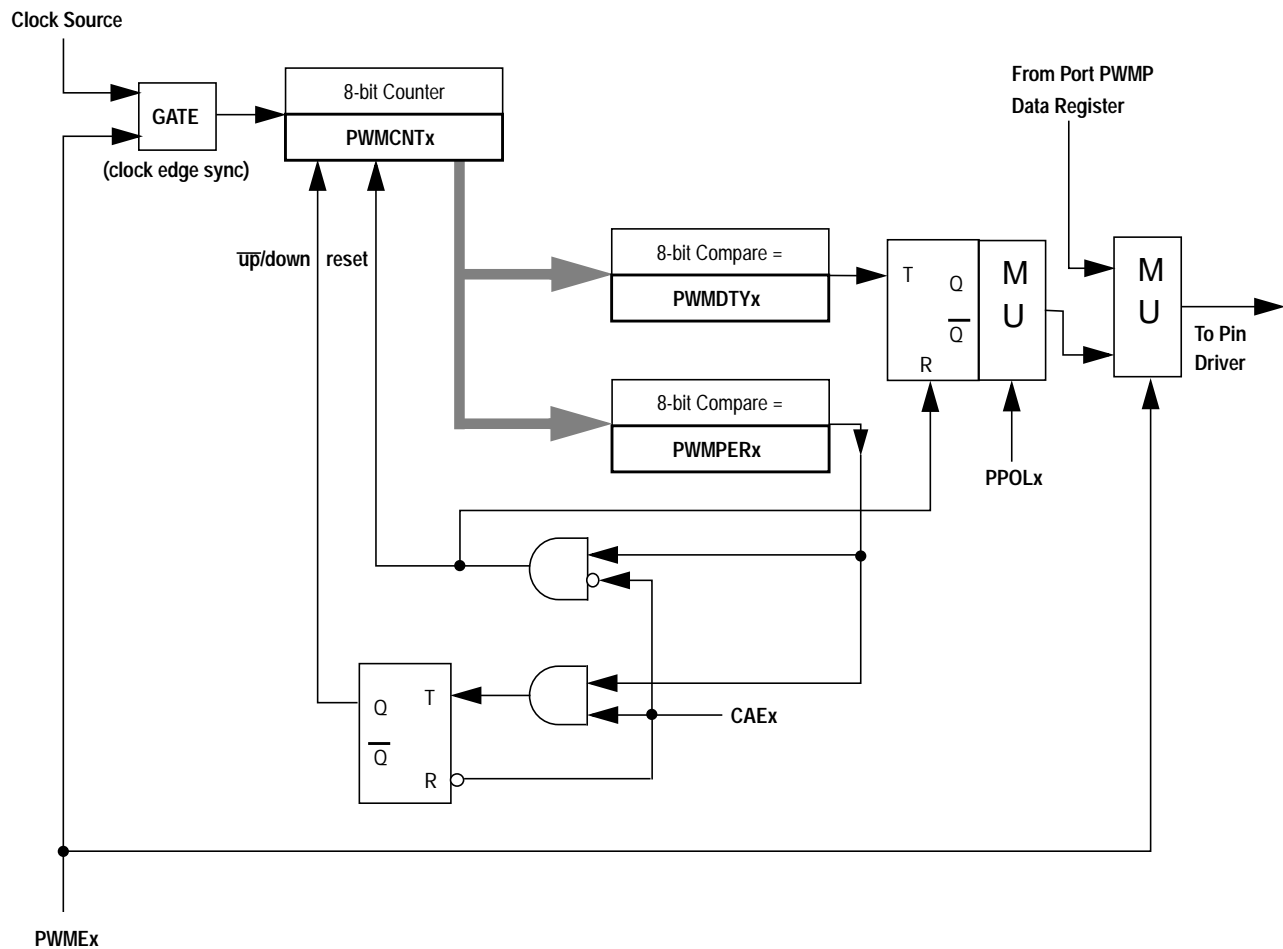 Clock Source
GATE
(clock edge sync)
8-bit Counter
PWMCNTx
From Port PWMP
Data Register
u̅p̅/down
reset
8-bit Compare =
PWMDTYx
T
Q
Q̅
R
M
U
M
U
To Pin
Driver
8-bit Compare =
PWMPERx
PPOLx
Q
T
Q̅
R
CAEx
PWMEx